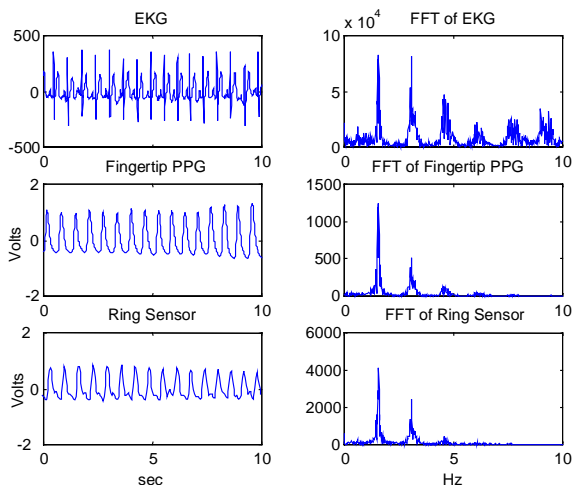 EKG
500
0
-500
0 5 10
Fingertip PPG
Volts
2
0
-2
0 5 10
Ring Sensor
Volts
2
0
-2
0 5 10
sec
x 10^4
FFT of EKG
10
5
0
0 5 10
FFT of Fingertip PPG
1500
1000
500
0
0 5 10
FFT of Ring Sensor
6000
4000
2000
0
0 5 10
Hz